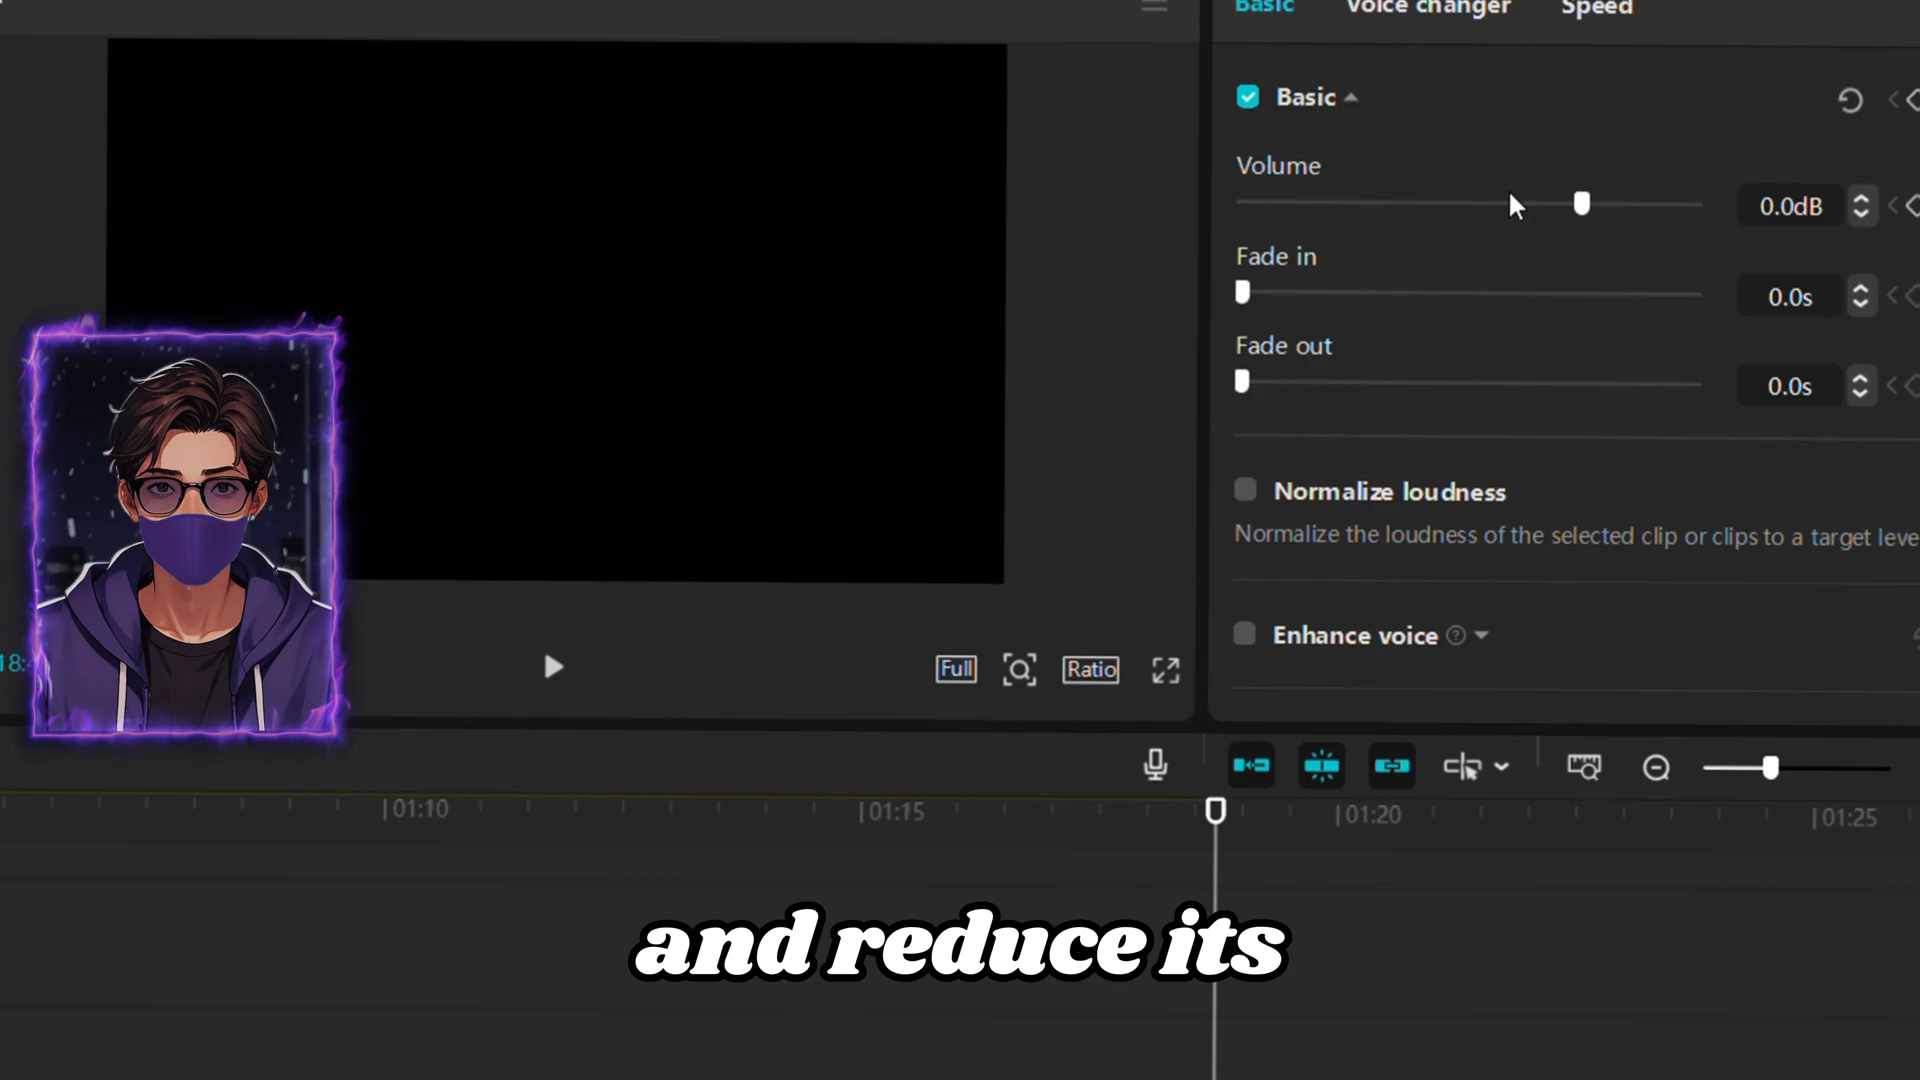 Basic Voice changer Speed
Basic
Volume
0.0dB
Fade in
0.0s
Fade out
0.0s
Normalize loudness
Normalize the loudness of the selected clip or clips to a target leve
Enhance voice
18:
Full
Ratio
01:10
01:15
01:20
01:25
and reduce its